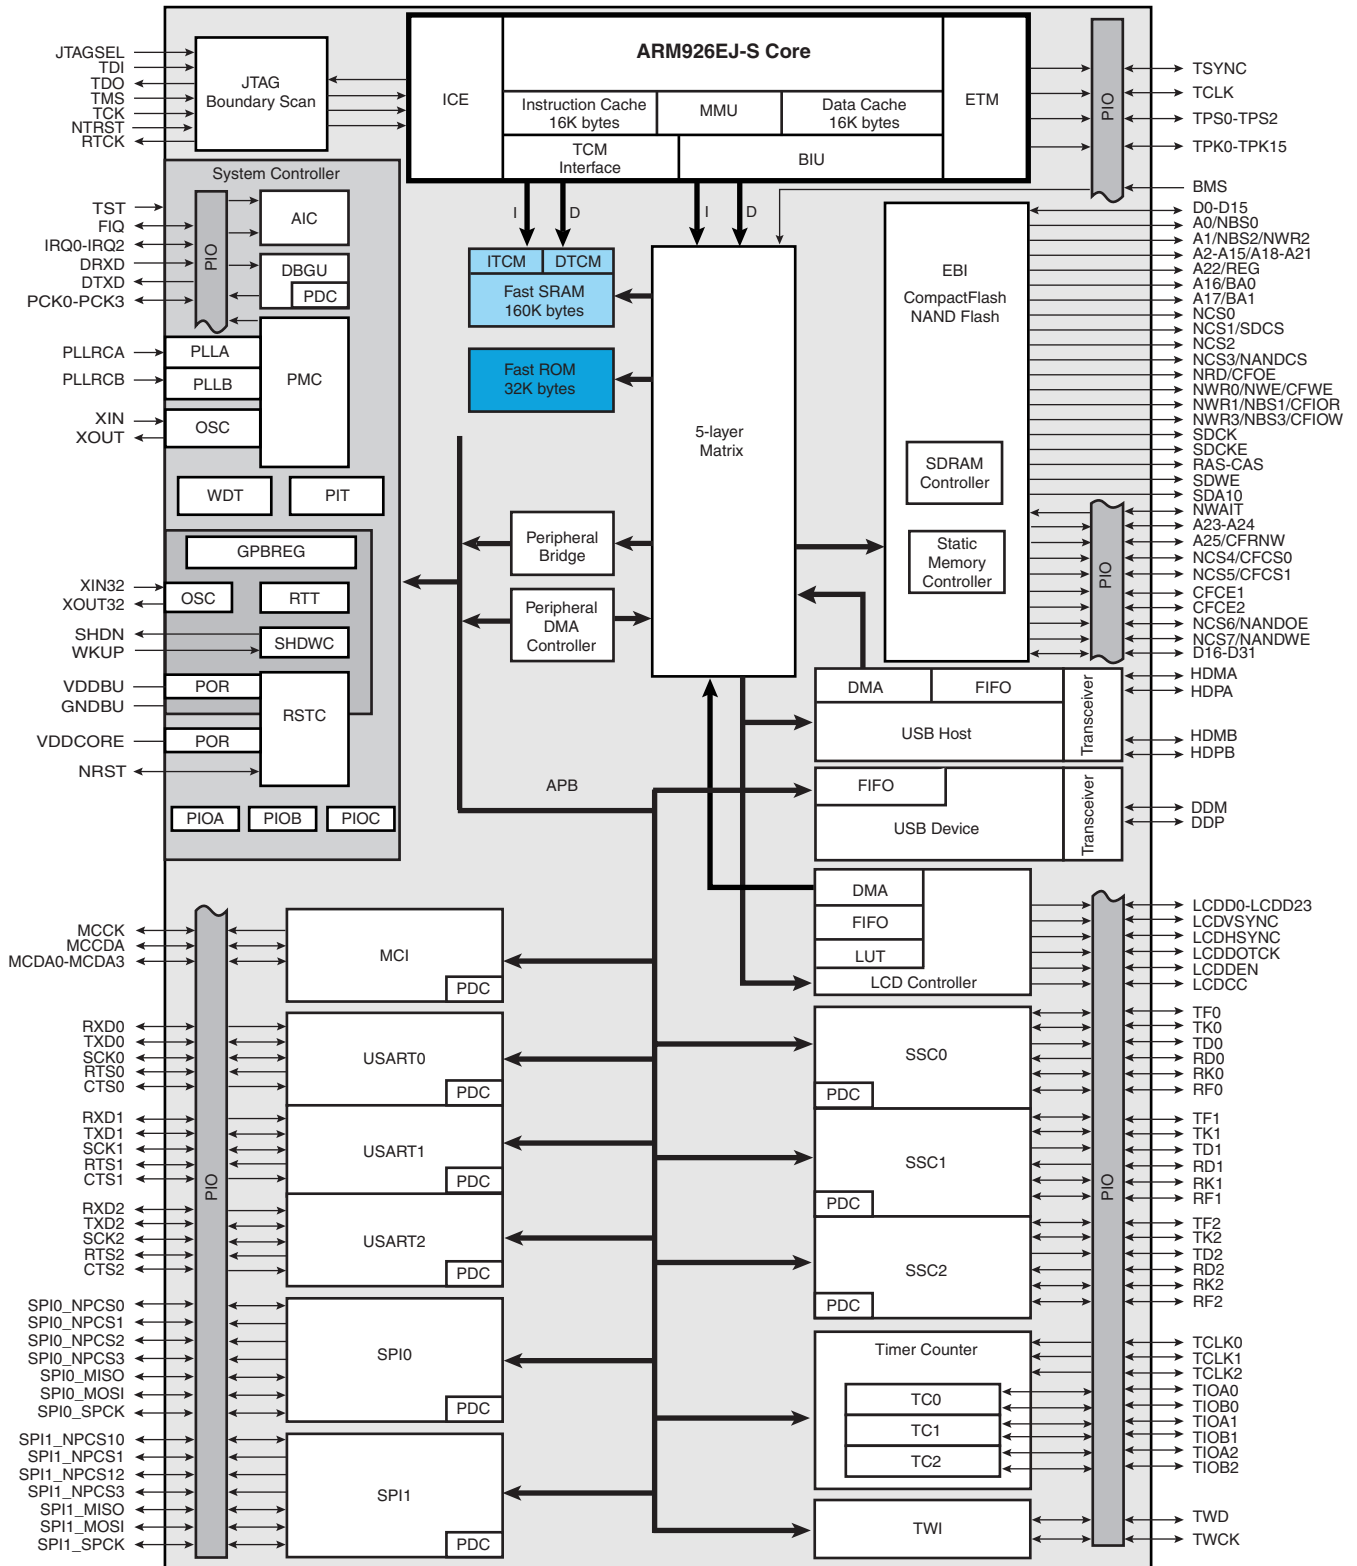 JTAGSEL
TDI
TDO
TMS
TCK
NTRST
RTCK
JTAG
Boundary Scan
ICE
ARM926EJ-S Core
Instruction Cache
16K bytes
MMU
Data Cache
16K bytes
TCM
Interface
BIU
ETM
PIO
TSYNC
TCLK
TPS0-TPS2
TPK0-TPK15
BMS
System Controller
TST
FIQ
IRQ0-IRQ2
DRXD
DTXD
PCK0-PCK3
PIO
AIC
DBGU
PDC
PLLRCA
PLLRCB
XIN
XOUT
PLLA
PLLB
OSC
PMC
WDT
PIT
GPBREG
XIN32
XOUT32
OSC
RTT
SHDN
WKUP
SHDWC
VDDBU
GNDBU
POR
RSTC
VDDCORE
POR
NRST
PIOA
PIOB
PIOC
I
D
I
D
ITCM
DTCM
Fast SRAM
160K bytes
Fast ROM
32K bytes
5-layer
Matrix
Peripheral
Bridge
Peripheral
DMA
Controller
APB
EBI
CompactFlash
NAND Flash
SDRAM
Controller
Static
Memory
Controller
D0-D15
A0/NBS0
A1/NBS2/NWR2
A2-A15/A18-A21
A22/REG
A16/BA0
A17/BA1
NCS0
NCS1/SDCS
NCS2
NCS3/NANDCS
NRD/CFOE
NWR0/NWE/CFWE
NWR1/NBS1/CFIOR
NWR3/NBS3/CFIOW
SDCK
SDCKE
RAS-CAS
SDWE
SDA10
PIO
NWAIT
A23-A24
A25/CFRNW
NCS4/CFCS0
NCS5/CFCS1
CFCE1
CFCE2
NCS6/NANDOE
NCS7/NANDWE
D16-D31
DMA
FIFO
USB Host
Transceiver
HDMA
HDPA
HDMB
HDPB
FIFO
USB Device
Transceiver
DDM
DDP
DMA
FIFO
LUT
LCD Controller
LCDD0-LCDD23
LCDVSYNC
LCDHSYNC
LCDDOTCK
LCDDEN
LCDCC
MCCK
MCCDA
MCDA0-MCDA3
MCI
PDC
RXD0
TXD0
SCK0
RTS0
CTS0
USART0
PDC
RXD1
TXD1
SCK1
RTS1
CTS1
PIO
USART1
PDC
RXD2
TXD2
SCK2
RTS2
CTS2
USART2
PDC
SPI0_NPCS0
SPI0_NPCS1
SPI0_NPCS2
SPI0_NPCS3
SPI0_MISO
SPI0_MOSI
SPI0_SPCK
SPI0
PDC
SPI1_NPCS10
SPI1_NPCS1
SPI1_NPCS12
SPI1_NPCS3
SPI1_MISO
SPI1_MOSI
SPI1_SPCK
SPI1
PDC
SSC0
PDC
TF0
TK0
TD0
RD0
RK0
RF0
SSC1
PDC
PIO
TF1
TK1
TD1
RD1
RK1
RF1
SSC2
PDC
TF2
TK2
TD2
RD2
RK2
RF2
Timer Counter
TC0
TC1
TC2
TCLK0
TCLK1
TCLK2
TIOA0
TIOB0
TIOA1
TIOB1
TIOA2
TIOB2
TWI
TWD
TWCK